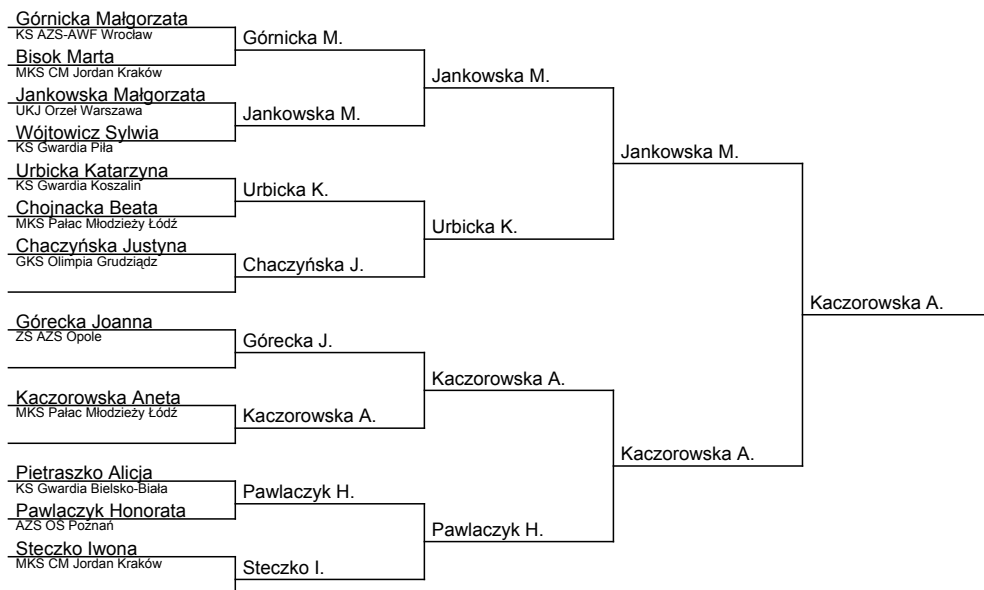 Górnicka Małgorzata
KS AZS-AWF Wrocław
Bisok Marta
MKS CM Jordan Kraków
Jankowska Małgorzata
UKJ Orzeł Warszawa
Wójtowicz Sylwia
KS Gwardia Piła
Urbicka Katarzyna
KS Gwardia Koszalin
Chojnacka Beata
MKS Pałac Młodzieży Łódź
Chaczyńska Justyna
GKS Olimpia Grudziądz
Górecka Joanna
ZS AZS Opole
Kaczorowska Aneta
MKS Pałac Młodzieży Łódź
Pietraszko Alicja
KS Gwardia Bielsko-Biała
Pawlaczyk Honorata
AZS OŚ Poznań
Steczko Iwona
MKS CM Jordan Kraków
Górnicka M.
Jankowska M.
Urbicka K.
Chaczyńska J.
Górecka J.
Kaczorowska A.
Pawlaczyk H.
Steczko I.
Jankowska M.
Urbicka K.
Kaczorowska A.
Pawlaczyk H.
Jankowska M.
Kaczorowska A.
Kaczorowska A.